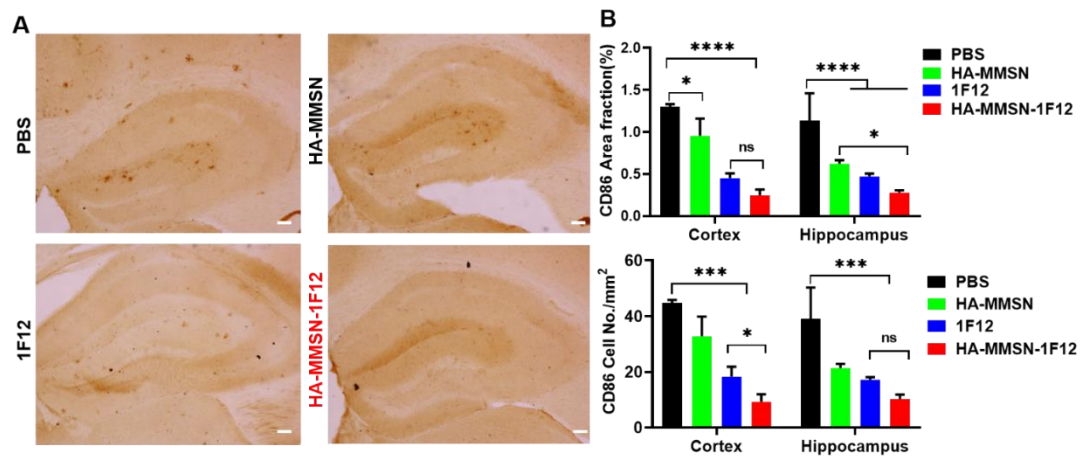 A
PBS
HA-MMSN
1F12
HA-MMSN-1F12
B
CD86 Area fraction(%)
2.0
1.5
1.0
0.5
0.0
****
*
ns
****
*
Cortex
Hippocampus
PBS
HA-MMSN
1F12
HA-MMSN-1F12
CD86 Cell No./mm²
60
40
20
0
***
*
***
ns
Cortex
Hippocampus
PBS
HA-MMSN
1F12
HA-MMSN-1F12